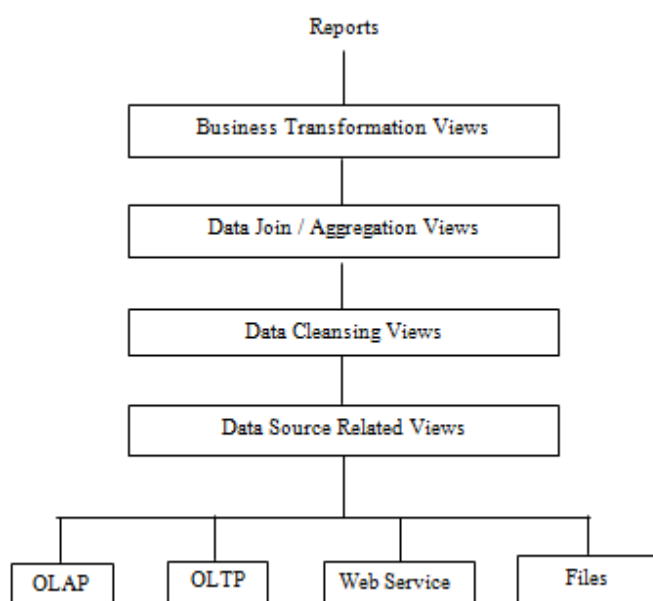 Reports
Business Transformation Views
Data Join / Aggregation Views
Data Cleansing Views
Data Source Related Views
OLAP
OLTP
Web Service
Files